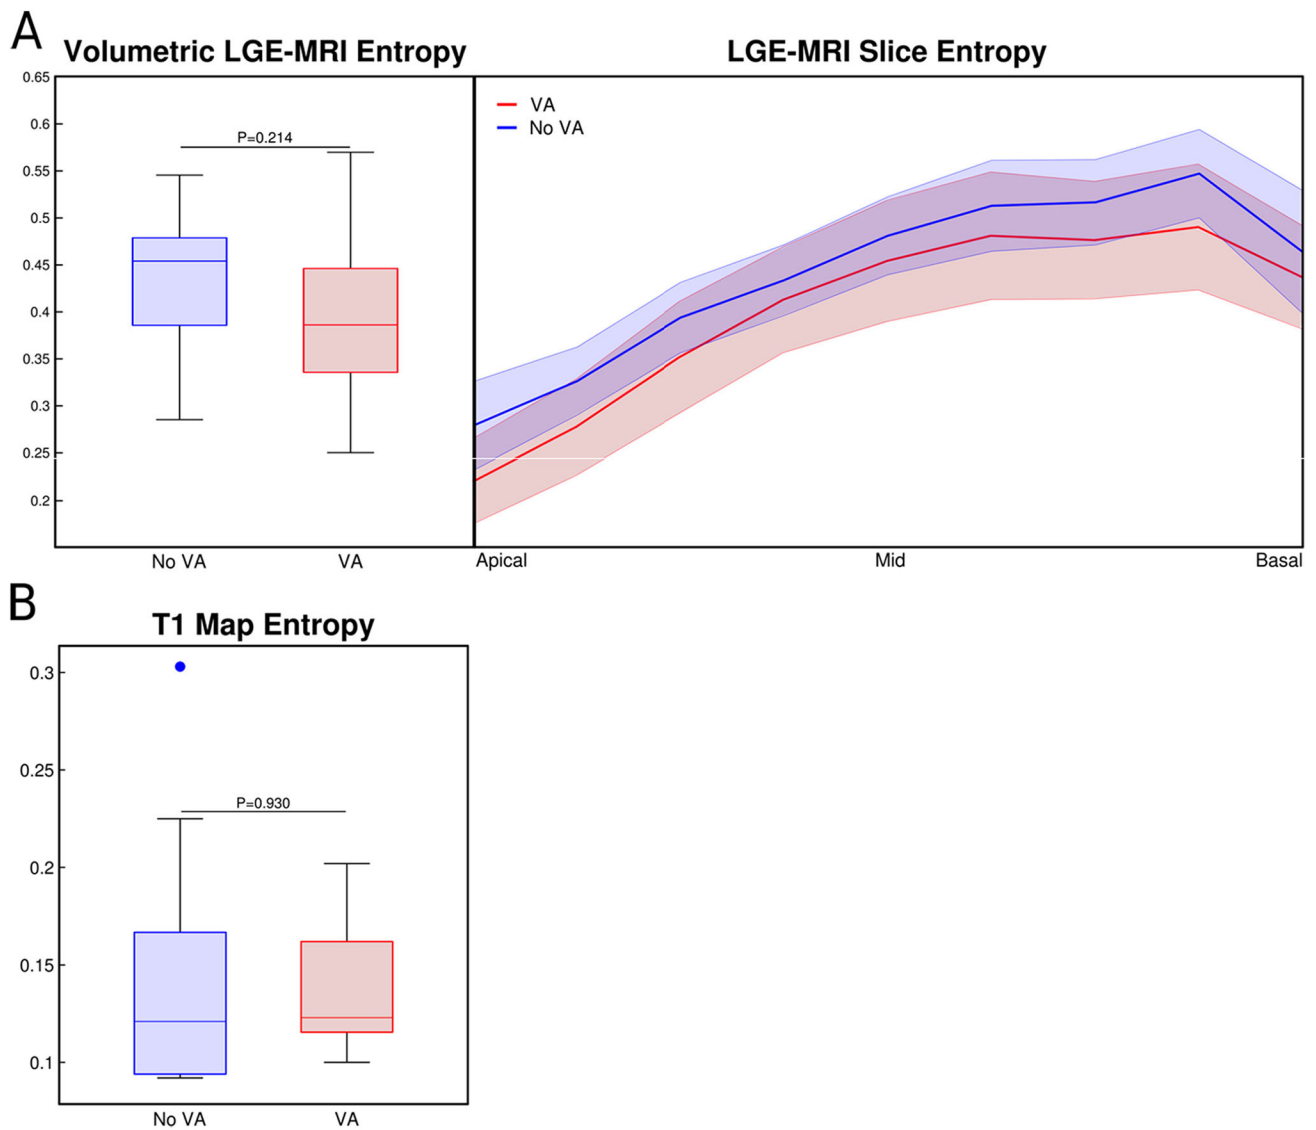 A
Volumetric LGE-MRI Entropy
LGE-MRI Slice Entropy
0.65
0.6
0.55
0.5
0.45
0.4
0.35
0.3
0.25
0.2
P=0.214
No VA
VA
VA
No VA
Apical
Mid
Basal
B
T1 Map Entropy
0.3
0.25
0.2
0.15
0.1
P=0.930
No VA
VA